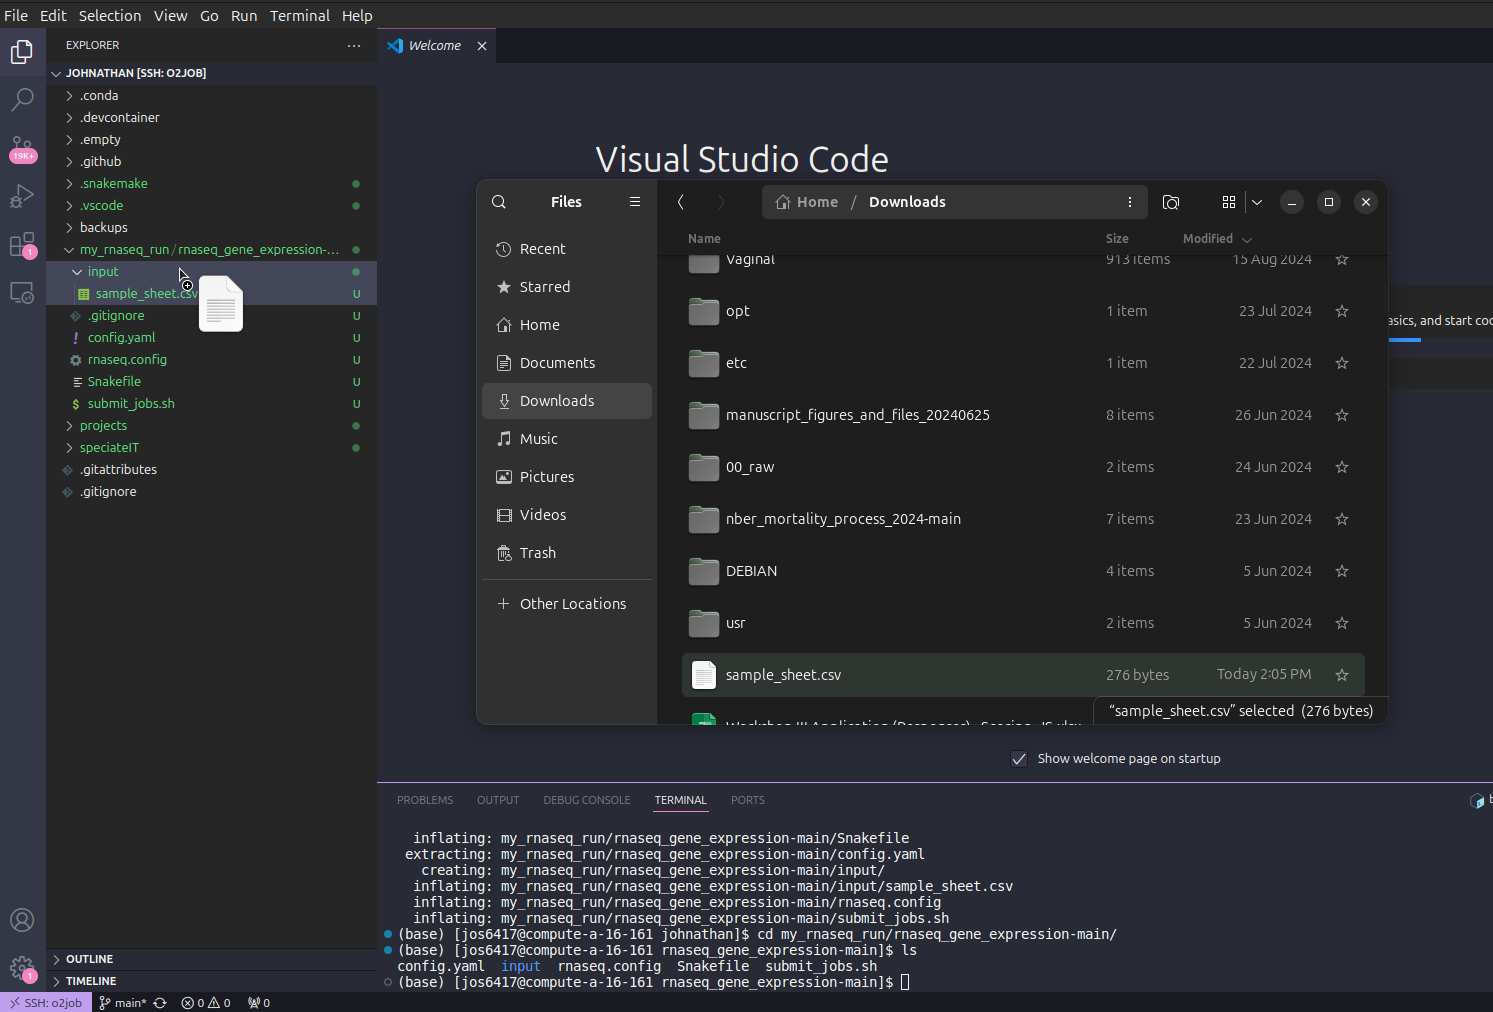 File Edit Selection View Go Run Terminal Help
EXPLORER
Welcome
JOHNATHAN [SSH: O2JOB]
.conda
.devcontainer
.empty
.github
.snakemake
.vscode
backups
my_rnaseq_run / rnaseq_gene_expression-...
input
sample_sheet.csv U
.gitignore U
config.yaml U
rnaseq.config U
Snakefile U
submit_jobs.sh U
projects
speciateIT
.gitattributes
.gitignore
19K+
1
1
OUTLINE
TIMELINE
Visual Studio Code
Files
Home / Downloads
Recent
Starred
Home
Documents
Downloads
Music
Pictures
Videos
Trash
Other Locations
Name Size Modified
Vaginal 913 items 15 Aug 2024
opt 1 item 23 Jul 2024
etc 1 item 22 Jul 2024
manuscript_figures_and_files_20240625 8 items 26 Jun 2024
00_raw 2 items 24 Jun 2024
nber_mortality_process_2024-main 7 items 23 Jun 2024
DEBIAN 4 items 5 Jun 2024
usr 2 items 5 Jun 2024
sample_sheet.csv 276 bytes Today 2:05 PM
"sample_sheet.csv" selected (276 bytes)
asics, and start coo
Show welcome page on startup
PROBLEMS OUTPUT DEBUG CONSOLE TERMINAL PORTS
inflating: my_rnaseq_run/rnaseq_gene_expression-main/Snakefile
extracting: my_rnaseq_run/rnaseq_gene_expression-main/config.yaml
creating: my_rnaseq_run/rnaseq_gene_expression-main/input/
inflating: my_rnaseq_run/rnaseq_gene_expression-main/input/sample_sheet.csv
inflating: my_rnaseq_run/rnaseq_gene_expression-main/rnaseq.config
inflating: my_rnaseq_run/rnaseq_gene_expression-main/submit_jobs.sh
(base) [jos6417@compute-a-16-161 johnathan]$ cd my_rnaseq_run/rnaseq_gene_expression-main/
(base) [jos6417@compute-a-16-161 rnaseq_gene_expression-main]$ ls
config.yaml input rnaseq.config Snakefile submit_jobs.sh
(base) [jos6417@compute-a-16-161 rnaseq_gene_expression-main]$
SSH: o2job main* 0 0 0